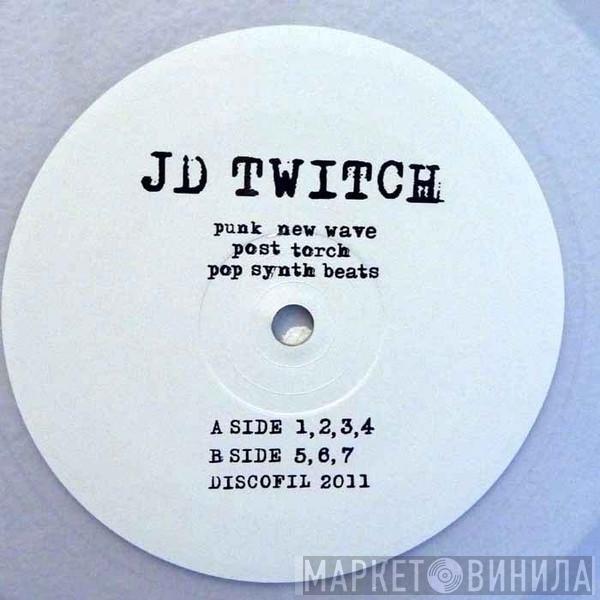 JD TWITCH
punk new wave
post torch
pop synth beats
A SIDE 1,2,3,4
B SIDE 5,6,7
DISCOFIL 2011
МАРКЕТ ВИНИЛА